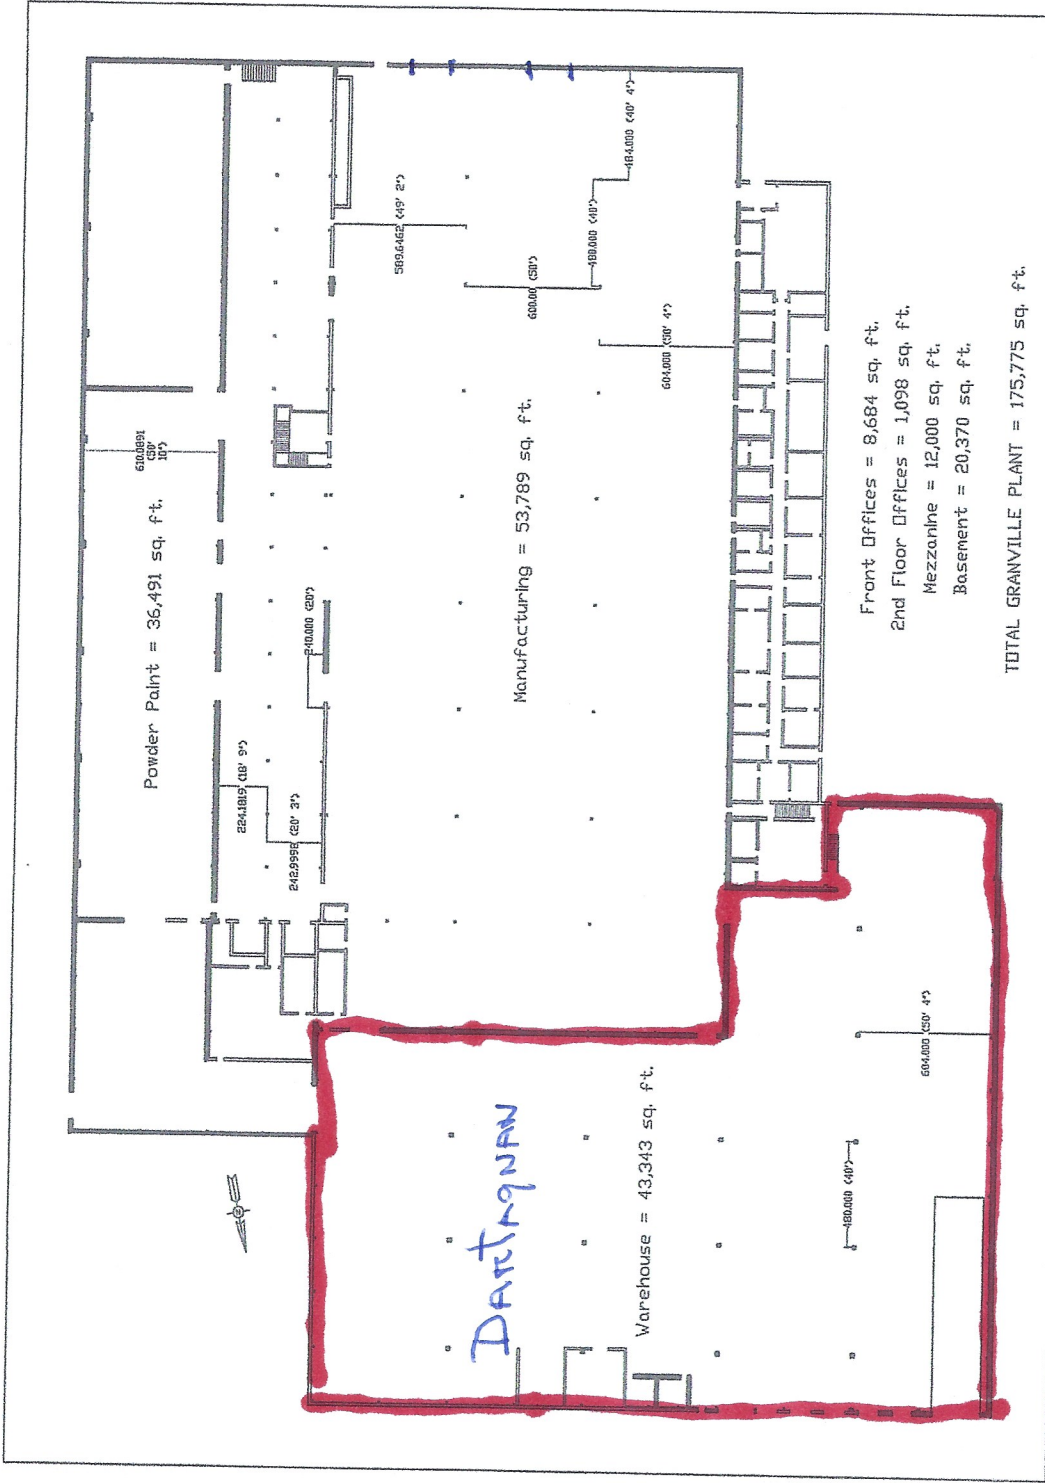 610.0891
(50'
10")
Powder Paint = 36,491 sq. ft.
224.1819 (18' 9")
242.9998 (20' 3")
240.000 (20')
589.6462 (49' 2")
600.00 (50')
480.000 (40')
484.000 (40' 4")
604.000 (50' 4")
Manufacturing = 53,789 sq. ft.
DARTAGNAN
Warehouse = 43,343 sq. ft.
480.000 (40')
604.000 (50' 4")
Front Offices = 8,684 sq. ft.
2nd Floor Offices = 1,098 sq. ft.
Mezzanine = 12,000 sq. ft.
Basement = 20,370 sq. ft.
TOTAL GRANVILLE PLANT = 175,775 sq. ft.